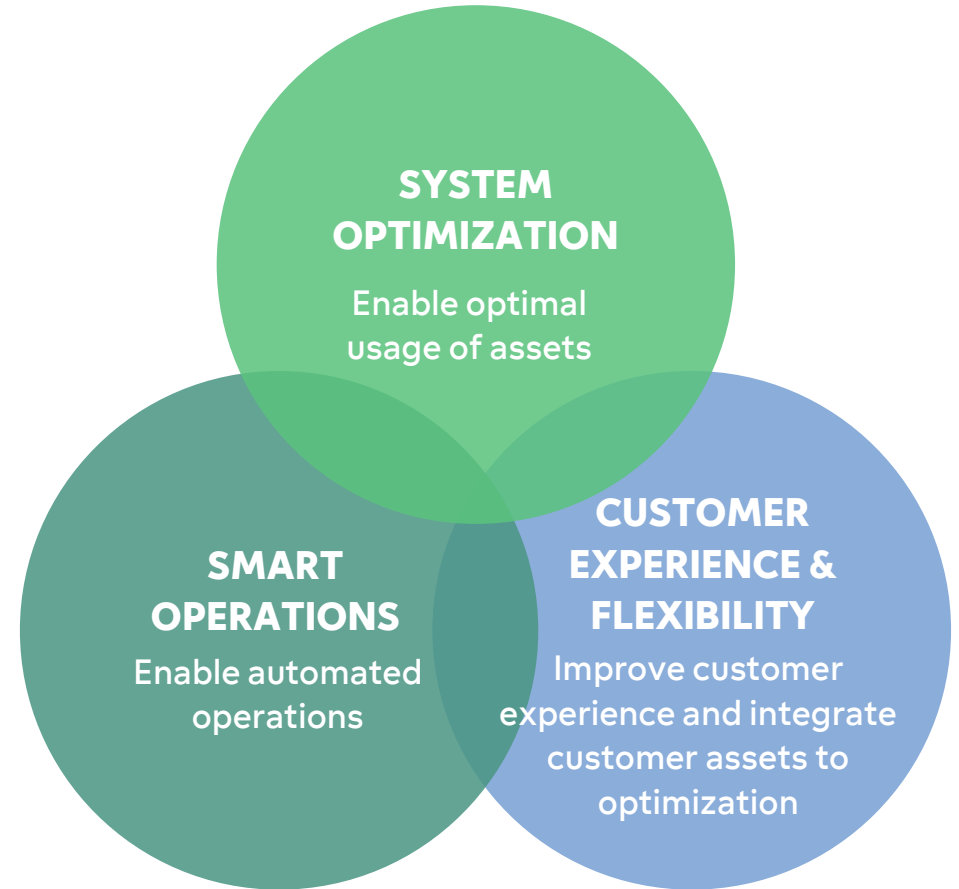 SYSTEM
OPTIMIZATION
Enable optimal
usage of assets
SMART
OPERATIONS
Enable automated
operations
CUSTOMER
EXPERIENCE &
FLEXIBILITY
Improve customer
experience and integrate
customer assets to
optimization